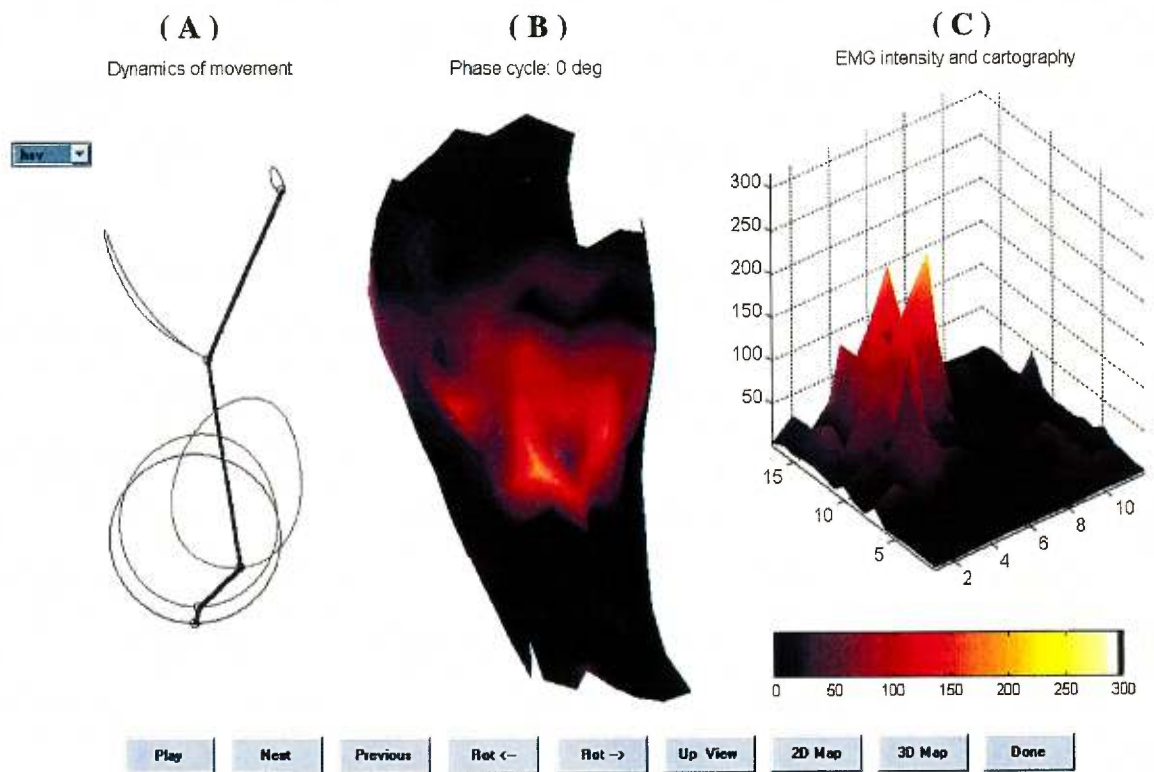 ( A )
Dynamics of movement
( B )
Phase cycle: 0 deg
( C )
EMG intensity and cartography
hsv
300
250
200
150
100
50
15
10
5
2
4
6
8
10
0 50 100 150 200 250 300
Play Next Previous Rot <- Rot -> Up View 2D Map 3D Map Done